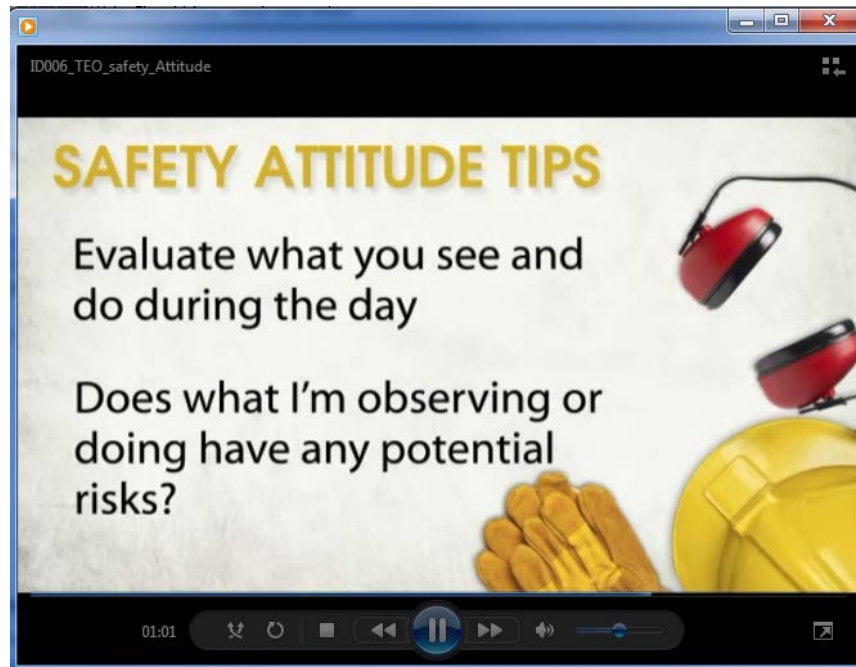 ID006_TEO_safety_Attitude
SAFETY ATTITUDE TIPS
Evaluate what you see and
do during the day
Does what I'm observing or
doing have any potential
risks?
01:01